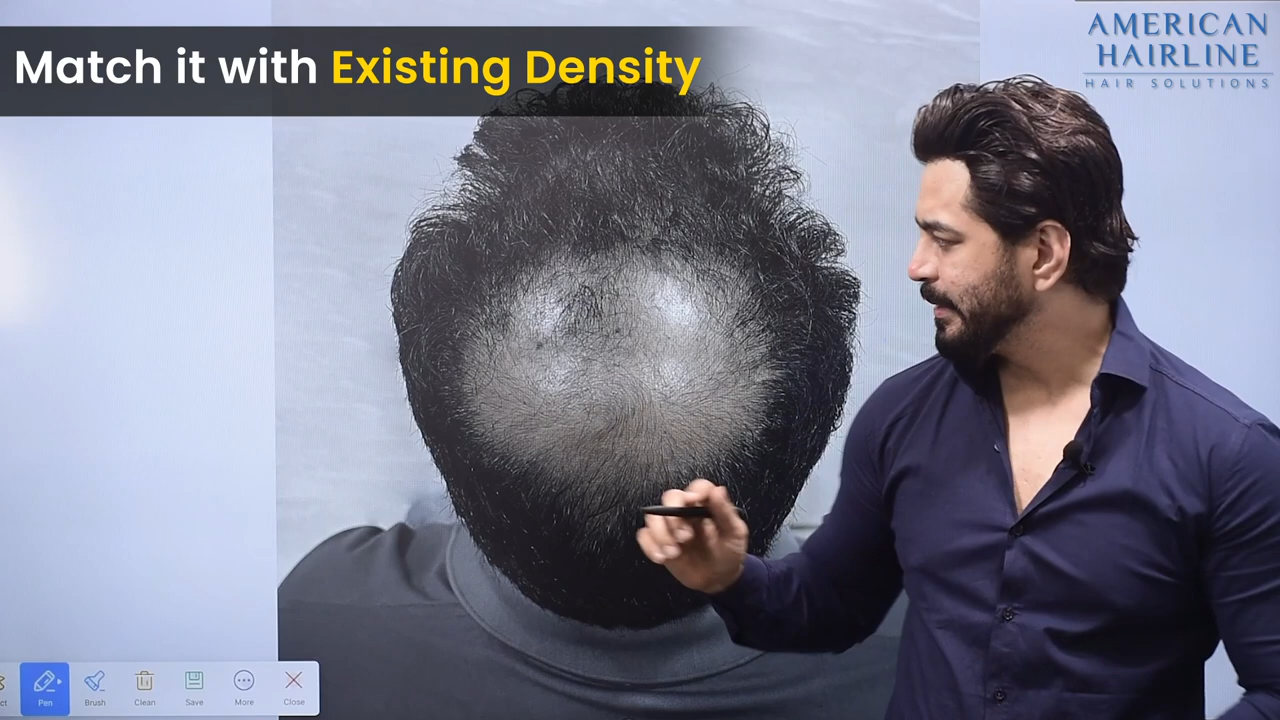 Match it with Existing Density
AMERICAN
HAIRLINE
HAIR SOLUTIONS
Pen
Brush
Clean
Save
More
Close